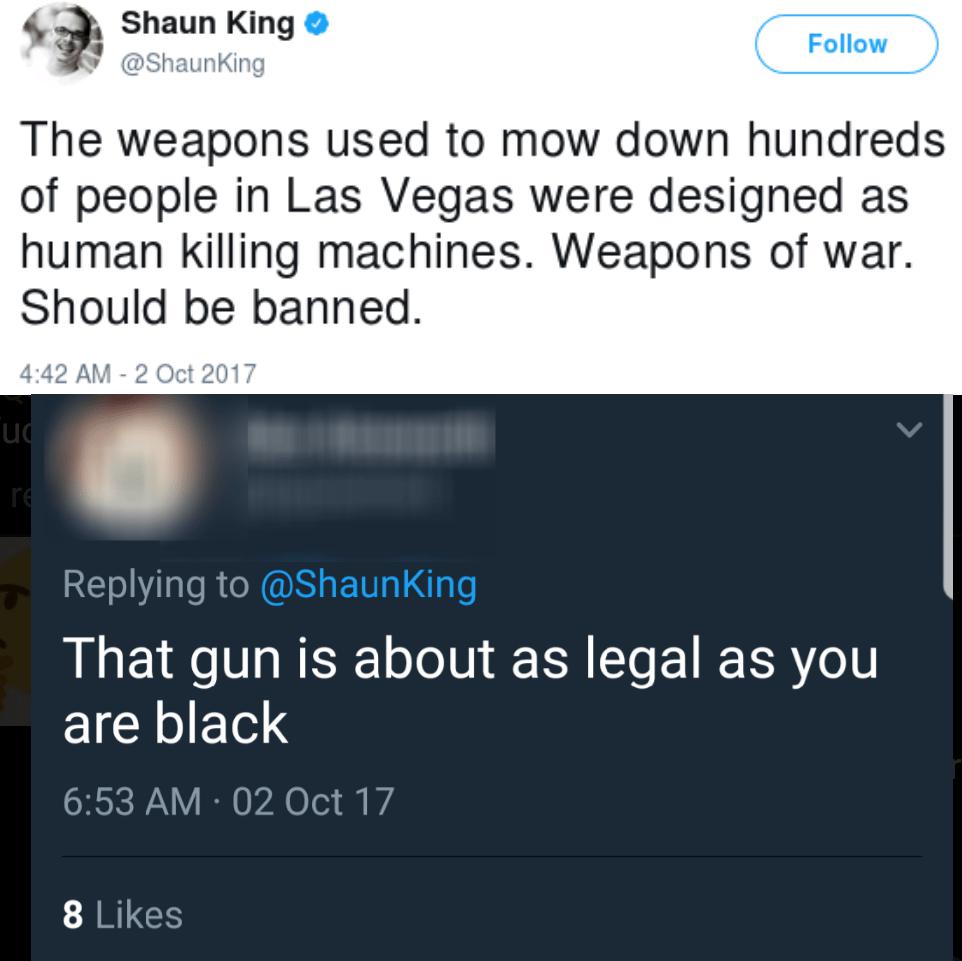 Shaun King
@ShaunKing
Follow
The weapons used to mow down hundreds
of people in Las Vegas were designed as
human killing machines. Weapons of war.
Should be banned.
4:42 AM - 2 Oct 2017
Replying to @ShaunKing
That gun is about as legal as you
are black
6:53 AM · 02 Oct 17
8 Likes